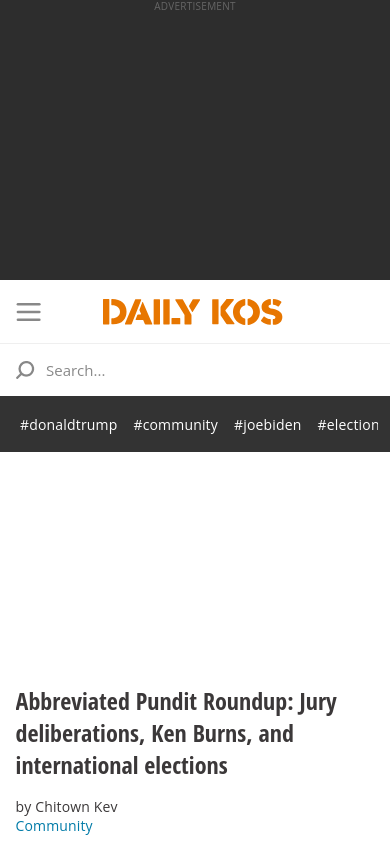 ADVERTISEMENT
DAILY KOS
Search...
#donaldtrump #community #joebiden #election
Abbreviated Pundit Roundup: Jury
deliberations, Ken Burns, and
international elections
by Chitown Kev
Community